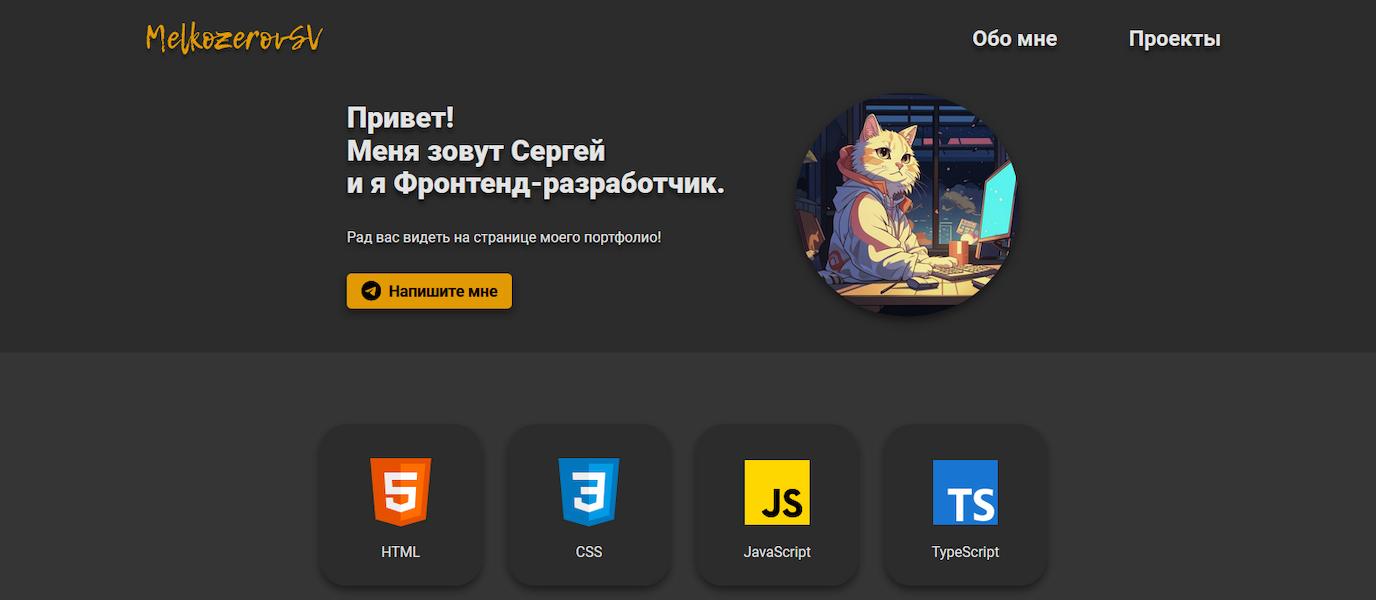 MelkozerovSV
Обо мне
Проекты
Привет!
Меня зовут Сергей
и я Фронтенд-разработчик.
Рад вас видеть на странице моего портфолио!
Напишите мне
5
3
JS
TS
HTML
CSS
JavaScript
TypeScript